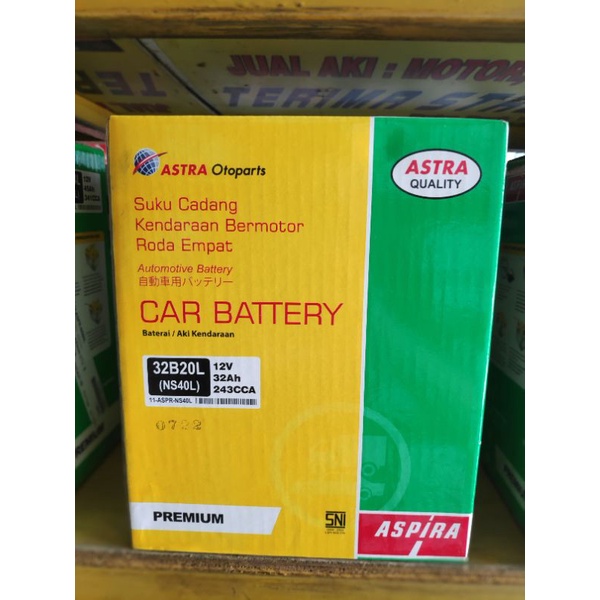 JUAL AKI : MOTOR,
ASTRA Otoparts
ASTRA
QUALITY
Suku Cadang
Kendaraan Bermotor
Roda Empat
Automotive Battery
自動車用バッテリー
CAR BATTERY
Baterai / Aki Kendaraan
32B20L
(NS40L)
12V
32Ah
243CCA
11-ASPR-NS40L
0722
PREMIUM
SNI
ASPIRA
12V
45Ah